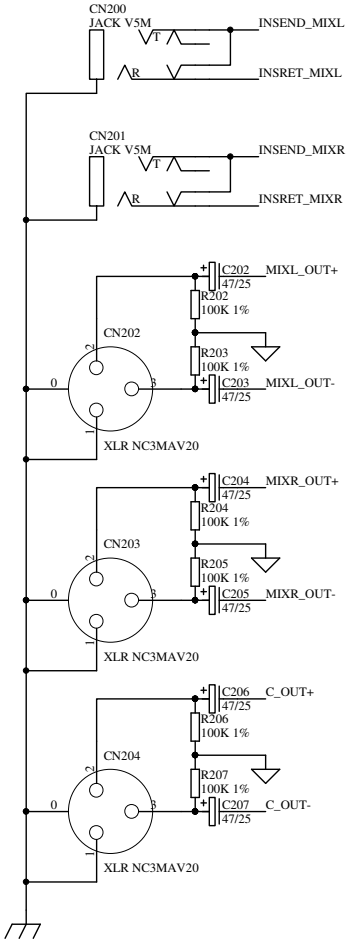 CN200
JACK V5M
T
INSEND_MIXL
R
INSRET_MIXL
CN201
JACK V5M
T
INSEND_MIXR
R
INSRET_MIXR
+
C202
MIXL_OUT+
47/25
R202
100K 1%
CN202
2
R203
100K 1%
0
3
+
C203
MIXL_OUT-
47/25
1
XLR NC3MAV20
+
C204
MIXR_OUT+
47/25
R204
100K 1%
CN203
2
R205
100K 1%
0
3
+
C205
MIXR_OUT-
47/25
1
XLR NC3MAV20
+
C206
C_OUT+
47/25
R206
100K 1%
CN204
2
R207
100K 1%
0
3
+
C207
C_OUT-
47/25
1
XLR NC3MAV20